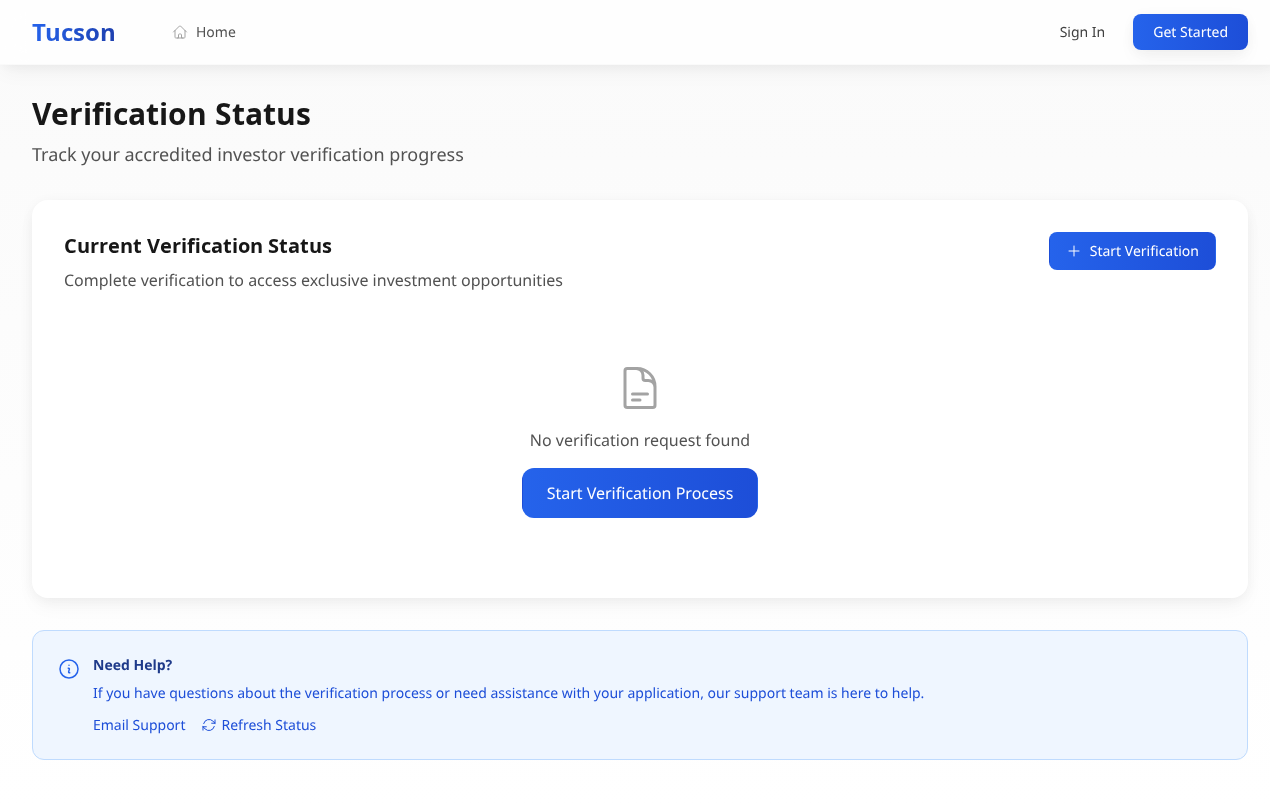 Tucson
Home
Sign In
Get Started
Verification Status
Track your accredited investor verification progress
Current Verification Status
Complete verification to access exclusive investment opportunities
Start Verification
No verification request found
Start Verification Process
Need Help?
If you have questions about the verification process or need assistance with your application, our support team is here to help.
Email Support
Refresh Status